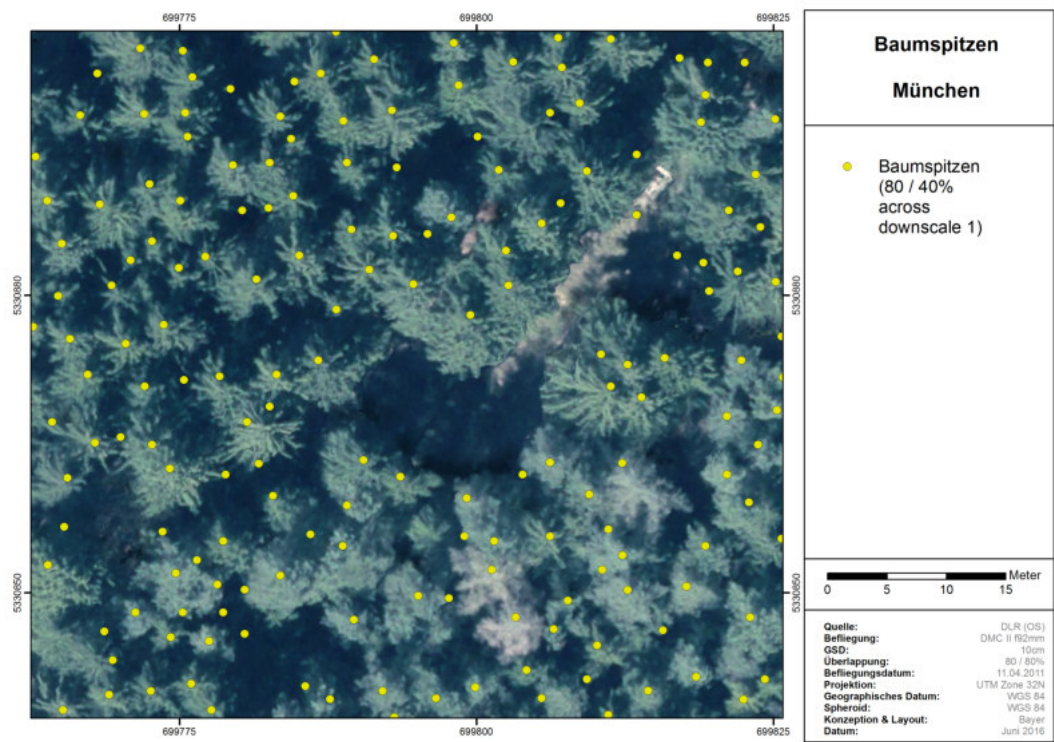 699775 699800 699825
5330880 5330880
5330850 5330850
699775 699800 699825
Baumspitzen
München
Baumspitzen
(80 / 40%
across
downscale 1)
Meter
0 5 10 15
Quelle: DLR (OS)
Befliegung: DMC II f92mm
GSD: 10cm
Überlappung: 80 / 80%
Befliegungsdatum: 11.04.2011
Projektion: UTM Zone 32N
Geographisches Datum: WGS 84
Spheroid: WGS 84
Konzeption & Layout: Bayer
Datum: Juni 2016